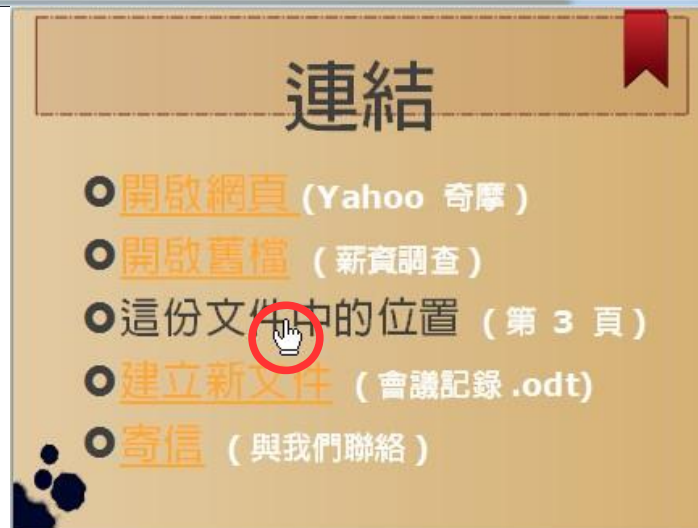 連結
開啟網頁 (Yahoo 奇摩)
開啟舊檔 (薪資調查)
這份文件中的位置 (第 3 頁)
建立新文件 (會議記錄.odt)
寄信 (與我們聯絡)